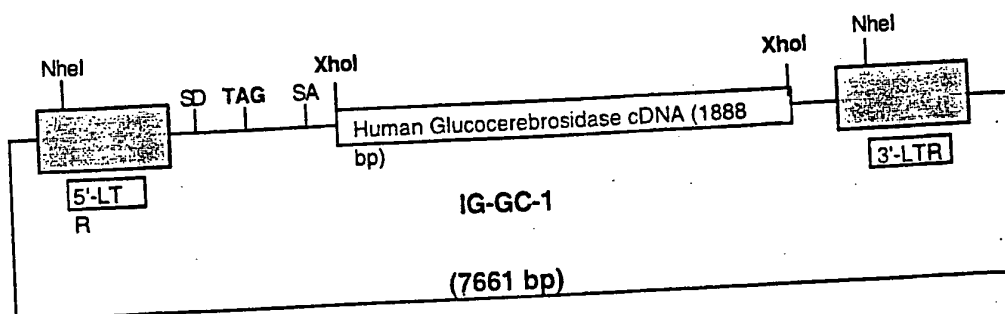 NheI
XhoI
XhoI
NheI
SD
TAG
SA
Human Glucocerebrosidase cDNA (1888
bp)
5'-LT
R
3'-LTR
IG-GC-1
(7661 bp)